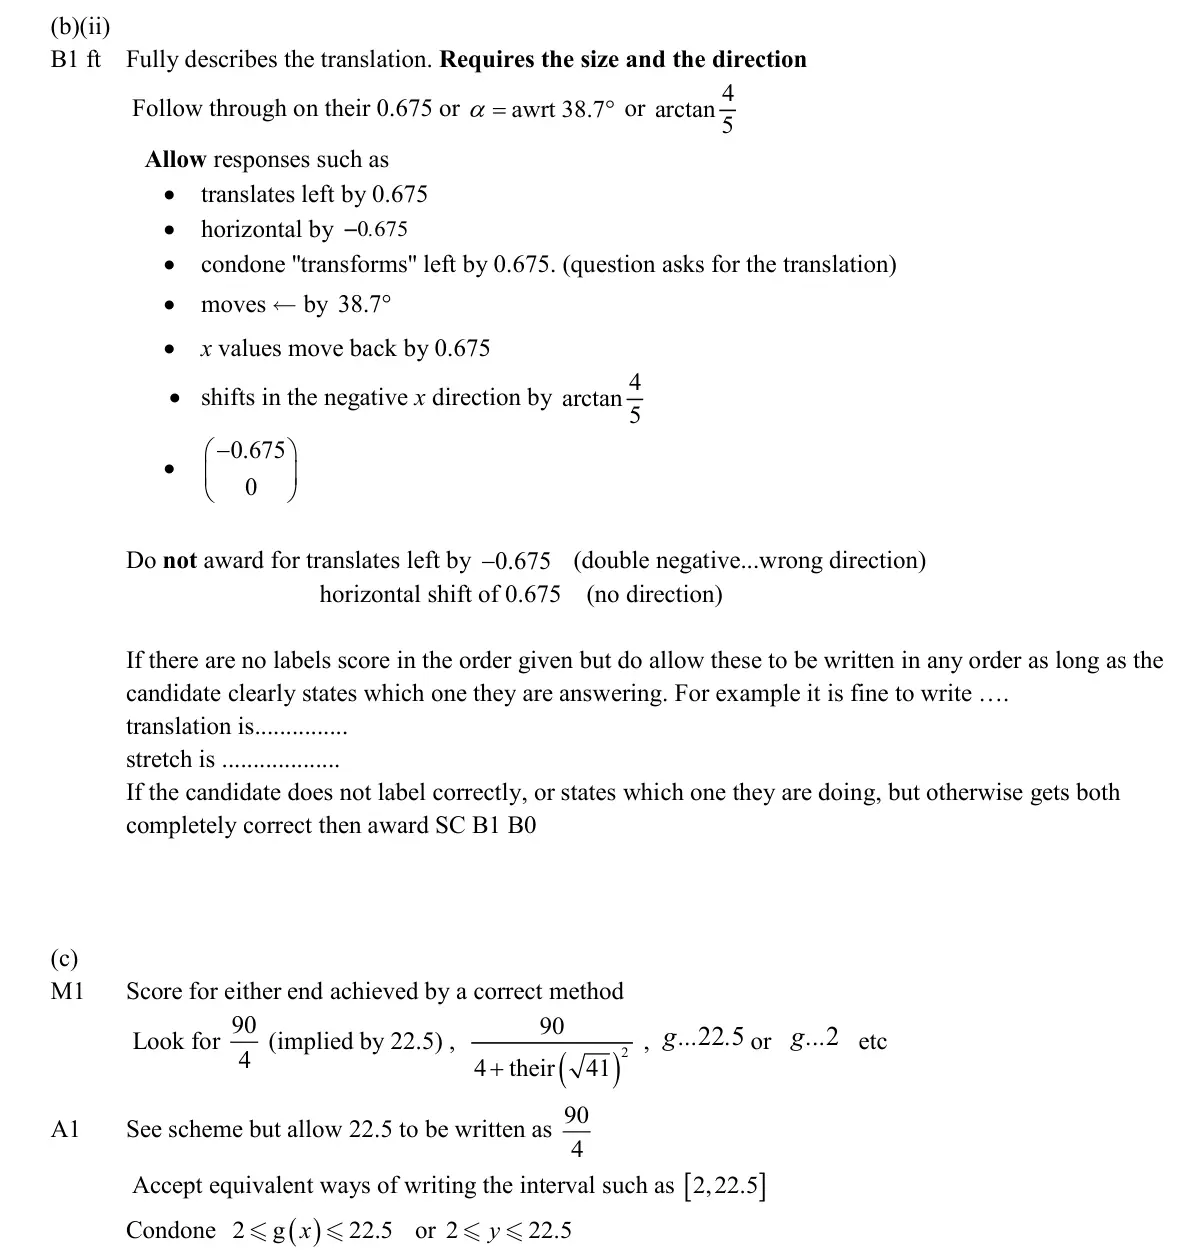 (b)(ii)
B1 ft Fully describes the translation. Requires the size and the direction
Follow through on their 0.675 or α = awrt 38.7° or arctan 4/5
Allow responses such as
• translates left by 0.675
• horizontal by −0.675
• condone "transforms" left by 0.675. (question asks for the translation)
• moves ← by 38.7°
• x values move back by 0.675
• shifts in the negative x direction by arctan 4/5
• (−0.675
0)
Do not award for translates left by −0.675 (double negative...wrong direction)
horizontal shift of 0.675 (no direction)
If there are no labels score in the order given but do allow these to be written in any order as long as the
candidate clearly states which one they are answering. For example it is fine to write ….
translation is...............
stretch is ...................
If the candidate does not label correctly, or states which one they are doing, but otherwise gets both
completely correct then award SC B1 B0
(c)
M1 Score for either end achieved by a correct method
Look for 90/4 (implied by 22.5) , 90/(4+their(√41)²) , g...22.5 or g...2 etc
A1 See scheme but allow 22.5 to be written as 90/4
Accept equivalent ways of writing the interval such as [2,22.5]
Condone 2⩽g(x)⩽22.5 or 2⩽y⩽22.5